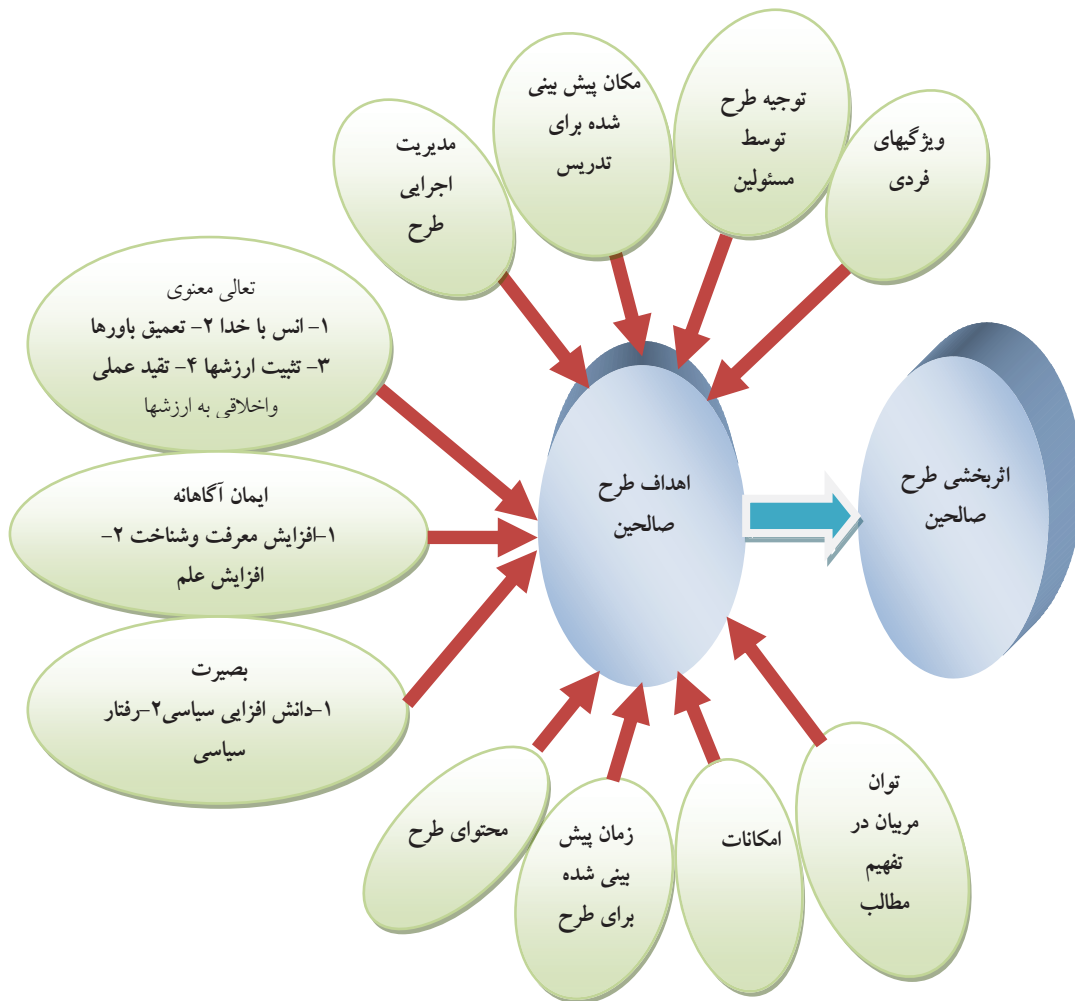 ویژگیهای
فردی
توجیه طرح
توسط
مسئولین
مکان پیش بینی
شده برای
تدریس
مدیریت
اجرایی
طرح
تعالی معنوی
۱- انس با خدا ۲- تعمیق باورها
۳- تثبیت ارزشها ۴- تقید عملی
واخلاقی به ارزشها
ایمان آگاهانه
۱-افزایش معرفت وشناخت ۲-
افزایش علم
بصیرت
۱-دانش افزایی سیاسی۲-رفتار
سیاسی
اهداف طرح
صالحین
اثربخشی طرح
صالحین
توان
مربیان در
تفهیم
مطالب
امکانات
زمان پیش
بینی شده
برای طرح
محتوای طرح